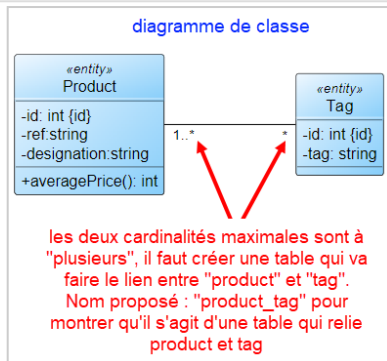 diagramme de classe
«entity»
Product
-id: int {id}
-ref:string
-designation:string
+averagePrice(): int
1..*
*
«entity»
Tag
-id: int {id}
-tag: string
les deux cardinalités maximales sont à
"plusieurs", il faut créer une table qui va
faire le lien entre "product" et "tag".
Nom proposé : "product_tag" pour
montrer qu'il s'agit d'une table qui relie
product et tag